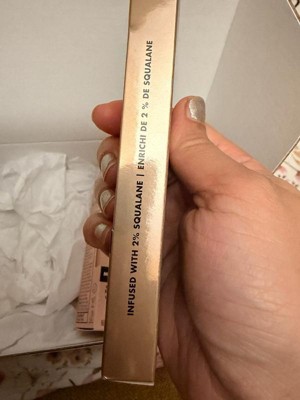 INFUSED WITH 2% SQUALANE | ENRICHI DE 2 % DE SQUALANE